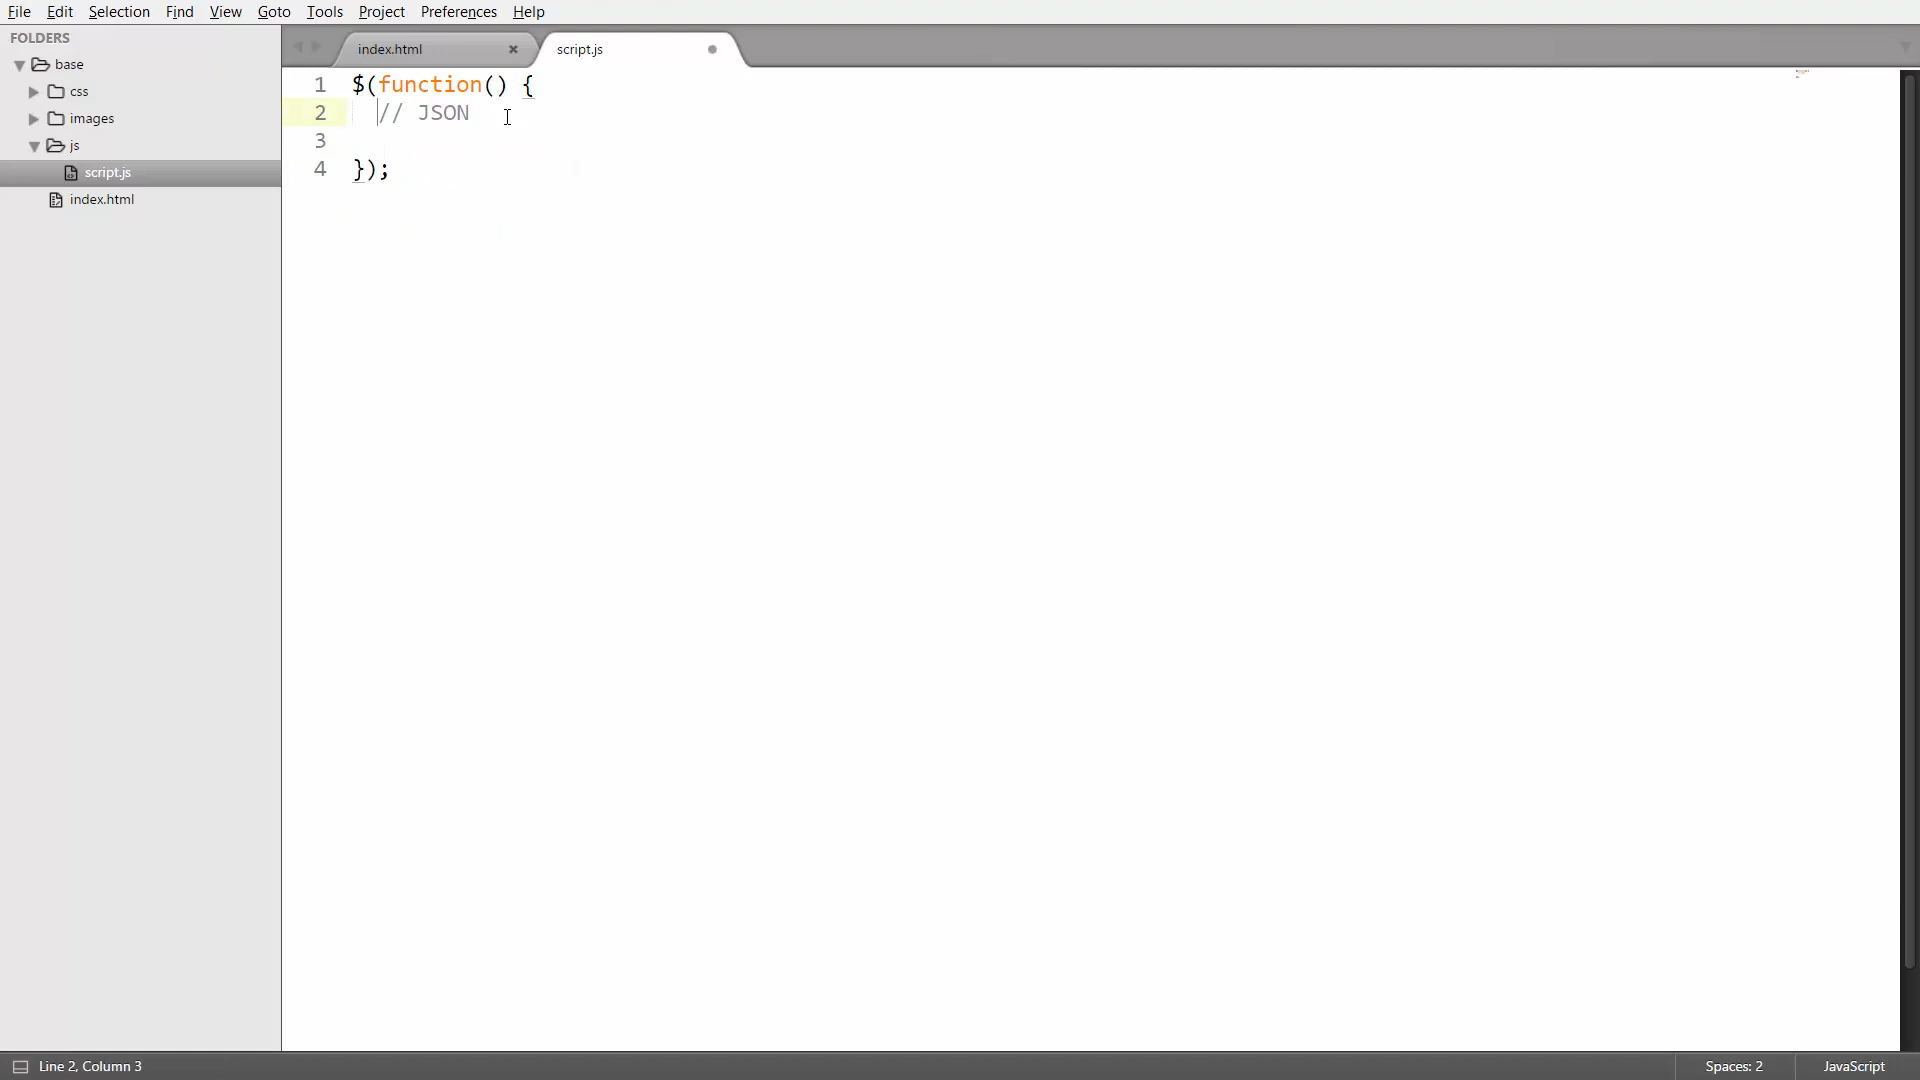 File Edit Selection Find View Goto Tools Project Preferences Help
FOLDERS
base
css
images
js
script.js
index.html
index.html script.js
1 $(function() {
2 // JSON
3
4 });
Line 2, Column 3 Spaces: 2 JavaScript